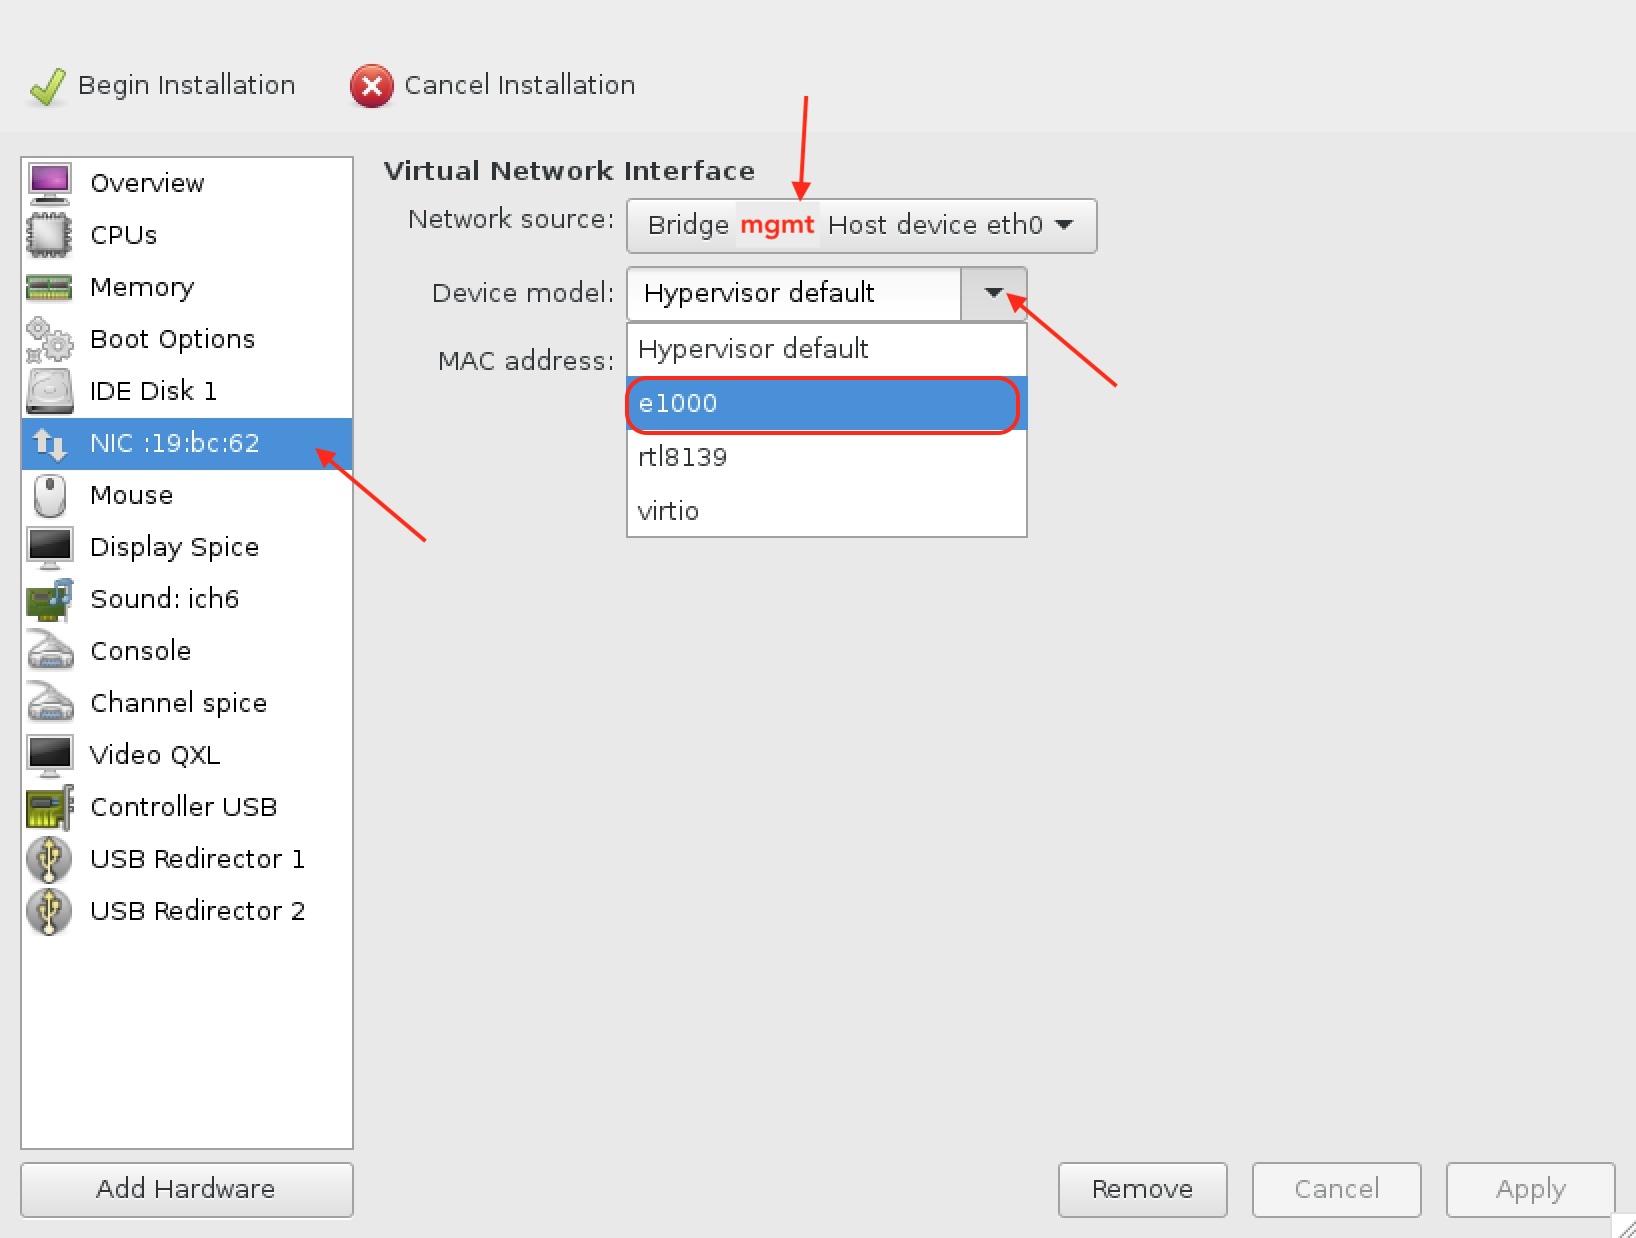 Begin Installation
Cancel Installation
Overview
CPUs
Memory
Boot Options
IDE Disk 1
NIC :19:bc:62
Mouse
Display Spice
Sound: ich6
Console
Channel spice
Video QXL
Controller USB
USB Redirector 1
USB Redirector 2
Add Hardware
Virtual Network Interface
Network source: Bridge mgmt Host device eth0
Device model: Hypervisor default
MAC address:
Hypervisor default
e1000
rtl8139
virtio
Remove
Cancel
Apply